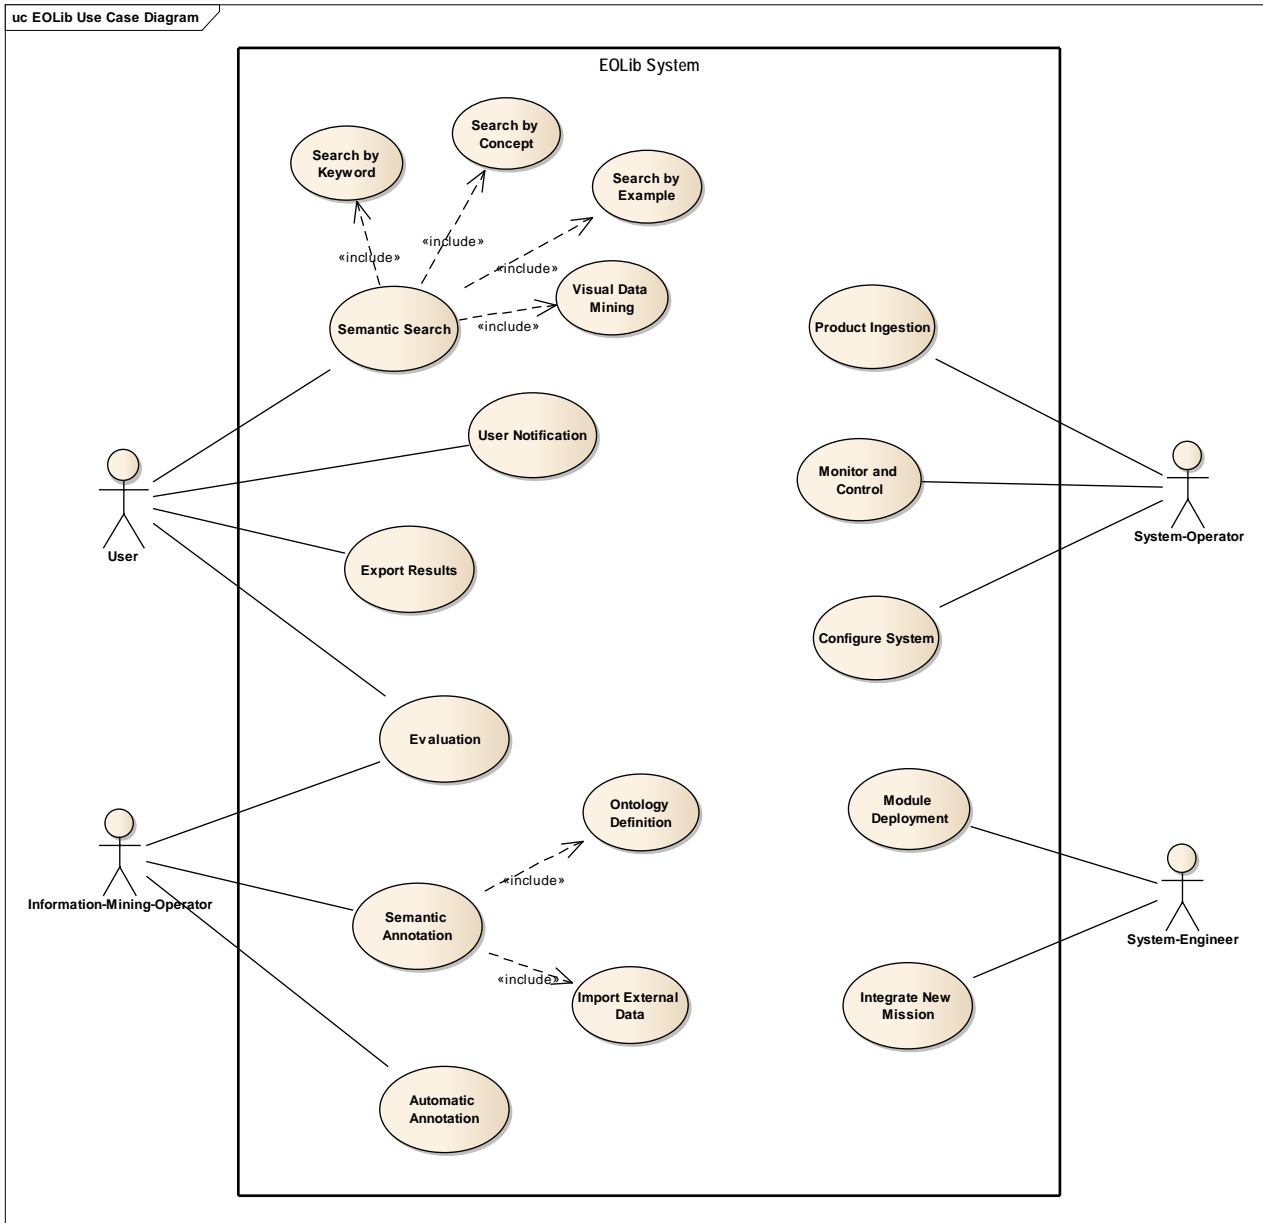 uc EOLib Use Case Diagram
EOLib System
Search by
Concept
Search by
Keyword
Search by
Example
«include»
«include»
«include»
Visual Data
Mining
«include»
Semantic Search
Product Ingestion
User Notification
Monitor and
Control
User
System-Operator
Export Results
Configure System
Evaluation
Ontology
Definition
Module
Deployment
«include»
Information-Mining-Operator
Semantic
Annotation
System-Engineer
«include»
Import External
Data
Integrate New
Mission
Automatic
Annotation